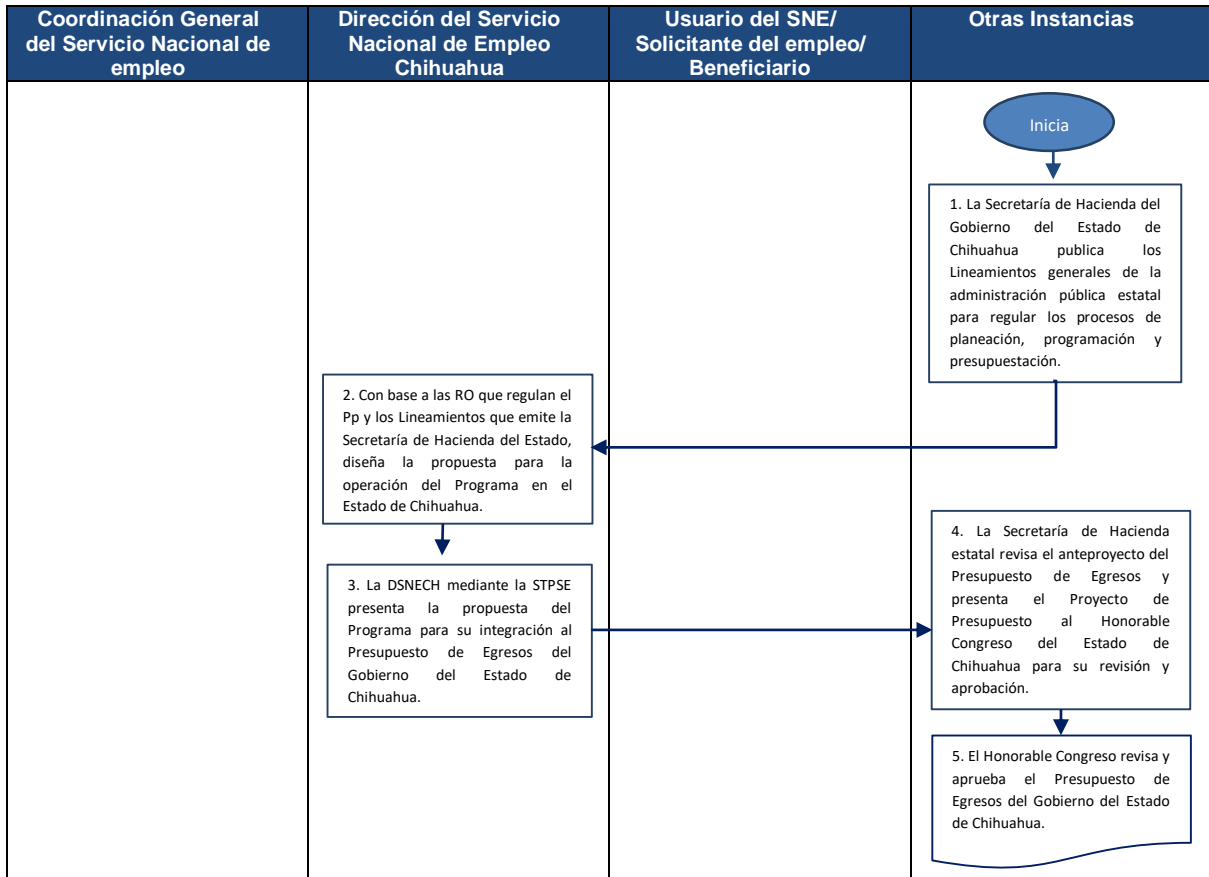 Coordinación General
del Servicio Nacional de
empleo
Dirección del Servicio
Nacional de Empleo
Chihuahua
Usuario del SNE/
Solicitante del empleo/
Beneficiario
Otras Instancias
Inicia
1. La Secretaría de Hacienda del
Gobierno del Estado de
Chihuahua publica los
Lineamientos generales de la
administración pública estatal
para regular los procesos de
planeación, programación y
presupuestación.
2. Con base a las RO que regulan el
Pp y los Lineamientos que emite la
Secretaría de Hacienda del Estado,
diseña la propuesta para la
operación del Programa en el
Estado de Chihuahua.
3. La DSNECH mediante la STPSE
presenta la propuesta del
Programa para su integración al
Presupuesto de Egresos del
Gobierno del Estado de
Chihuahua.
4. La Secretaría de Hacienda
estatal revisa el anteproyecto del
Presupuesto de Egresos y
presenta el Proyecto de
Presupuesto al Honorable
Congreso del Estado de
Chihuahua para su revisión y
aprobación.
5. El Honorable Congreso revisa y
aprueba el Presupuesto de
Egresos del Gobierno del Estado
de Chihuahua.